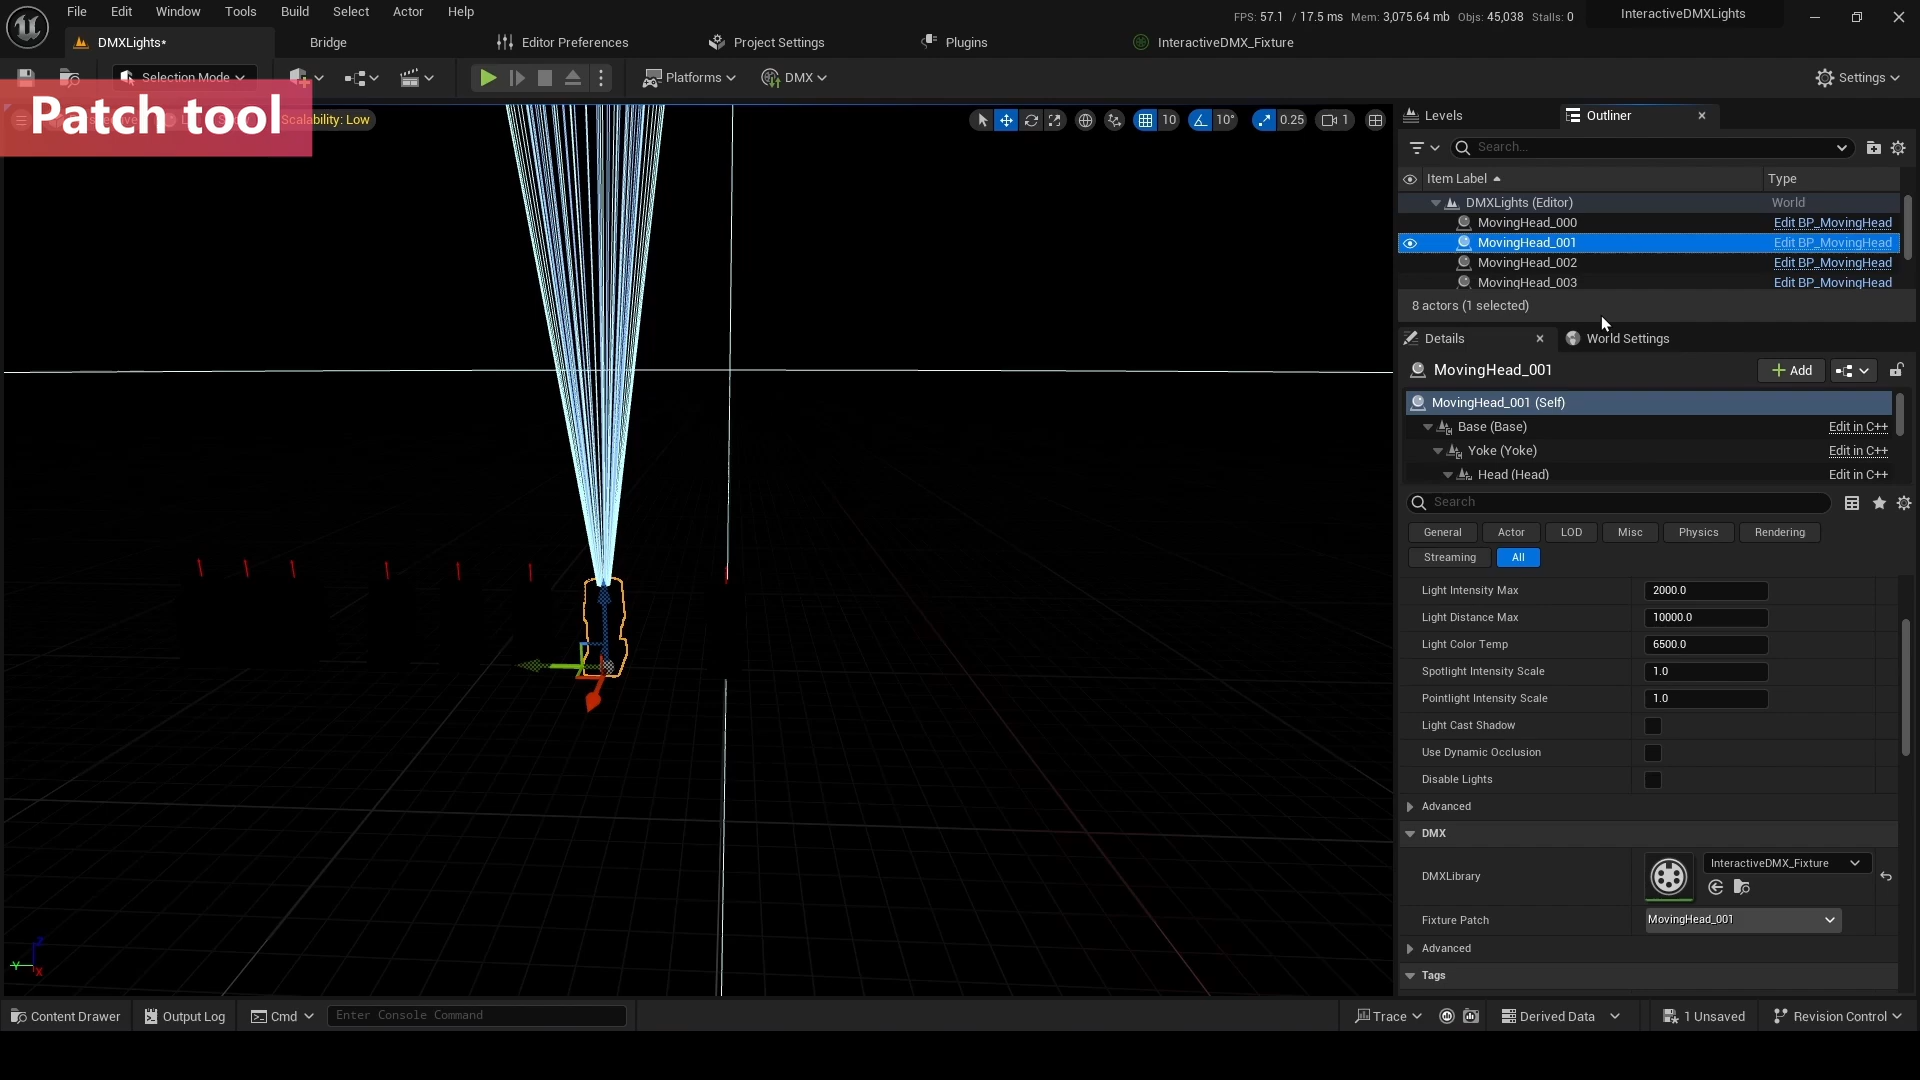 File Edit Window Tools Build Select Actor Help
FPS: 57.1 / 17.5 ms Mem: 3,075.64 mb Objs: 45,038 Stalls: 0
InteractiveDMXLights
DMXLights*
Bridge
Editor Preferences
Project Settings
Plugins
InteractiveDMX_Fixture
Selection Mode
Platforms
DMX
Settings
Patch tool
Scalability: Low
10
10°
0.25
1
Levels
Outliner
Search...
Item Label
Type
DMXLights (Editor) World
MovingHead_000 Edit BP_MovingHead
MovingHead_001 Edit BP_MovingHead
MovingHead_002 Edit BP_MovingHead
MovingHead_003 Edit BP_MovingHead
8 actors (1 selected)
Details
World Settings
MovingHead_001
Add
MovingHead_001 (Self)
Base (Base) Edit in C++
Yoke (Yoke) Edit in C++
Head (Head) Edit in C++
Search
General Actor LOD Misc Physics Rendering
Streaming All
Light Intensity Max 2000.0
Light Distance Max 10000.0
Light Color Temp 6500.0
Spotlight Intensity Scale 1.0
Pointlight Intensity Scale 1.0
Light Cast Shadow
Use Dynamic Occlusion
Disable Lights
Advanced
DMX
DMXLibrary InteractiveDMX_Fixture
Fixture Patch MovingHead_001
Advanced
Tags
Z
Y
X
Content Drawer
Output Log
Cmd
Enter Console Command
Trace
Derived Data
1 Unsaved
Revision Control